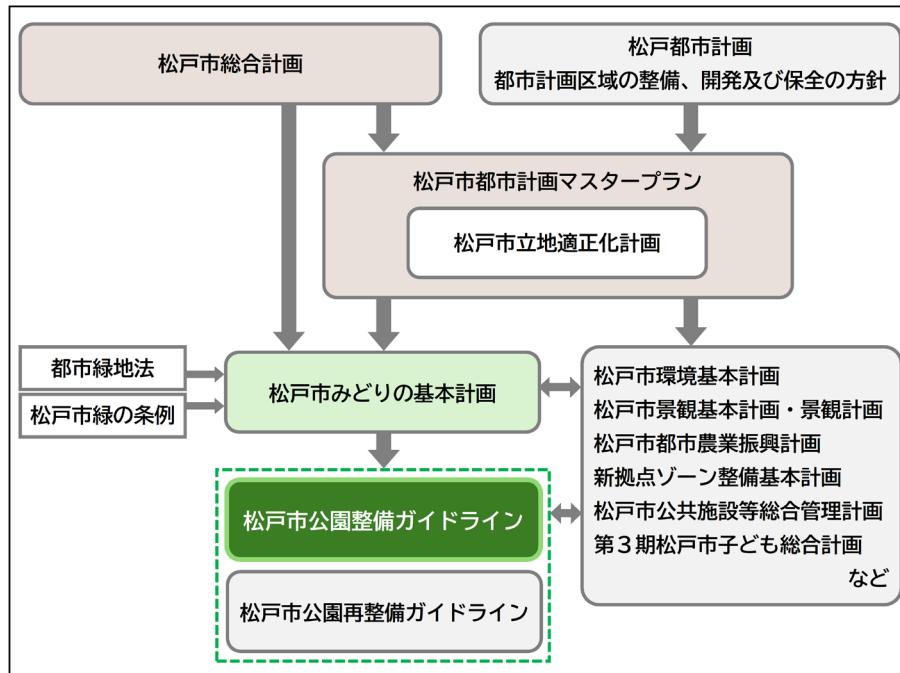 松戸市総合計画
松戸都市計画
都市計画区域の整備、開発及び保全の方針
松戸市都市計画マスタープラン
松戸市立地適正化計画
都市緑地法
松戸市緑の条例
松戸市みどりの基本計画
松戸市環境基本計画
松戸市景観基本計画・景観計画
松戸市都市農業振興計画
新拠点ゾーン整備基本計画
松戸市公共施設等総合管理計画
第3期松戸市子ども総合計画
など
松戸市公園整備ガイドライン
松戸市公園再整備ガイドライン